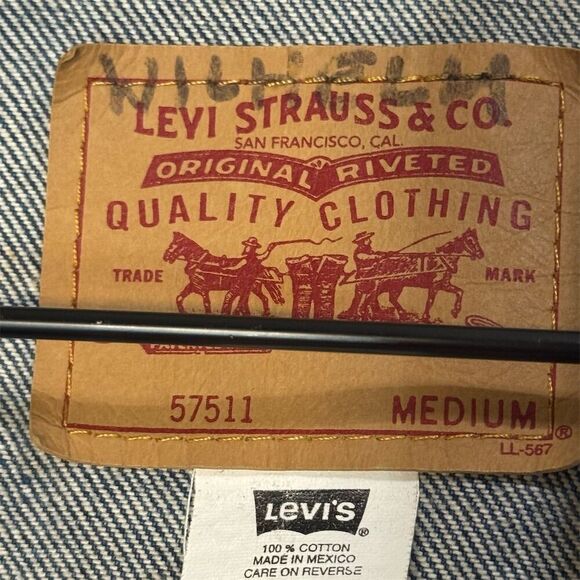 WILHELM
LEVI STRAUSS & CO.
SAN FRANCISCO, CAL.
ORIGINAL RIVETED
QUALITY CLOTHING
TRADE MARK
57511 MEDIUM®
LL-567
Levi's®
100 % COTTON
MADE IN MEXICO
CARE ON REVERSE